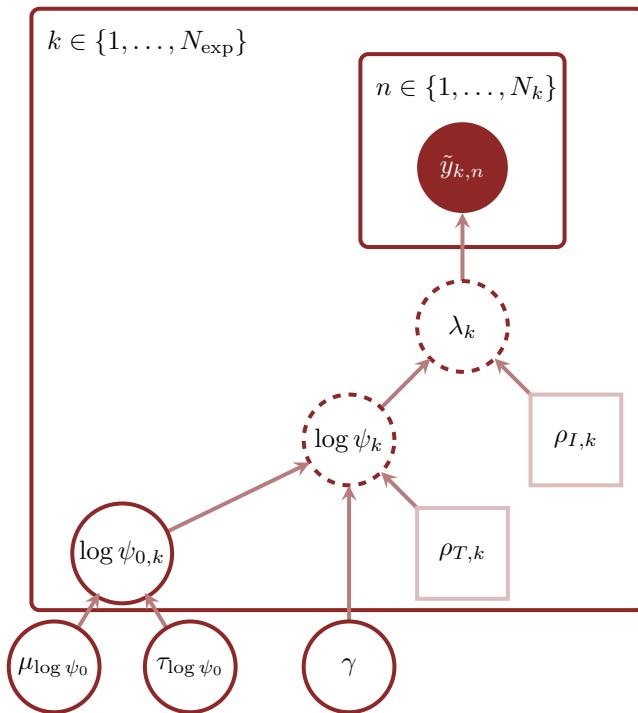 k ∈ {1, . . . , N_exp}
n ∈ {1, . . . , N_k}
ỹ_{k,n}
λ_k
log ψ_k
ρ_{I,k}
log ψ_{0,k}
ρ_{T,k}
μ_{log ψ_0}
τ_{log ψ_0}
γ